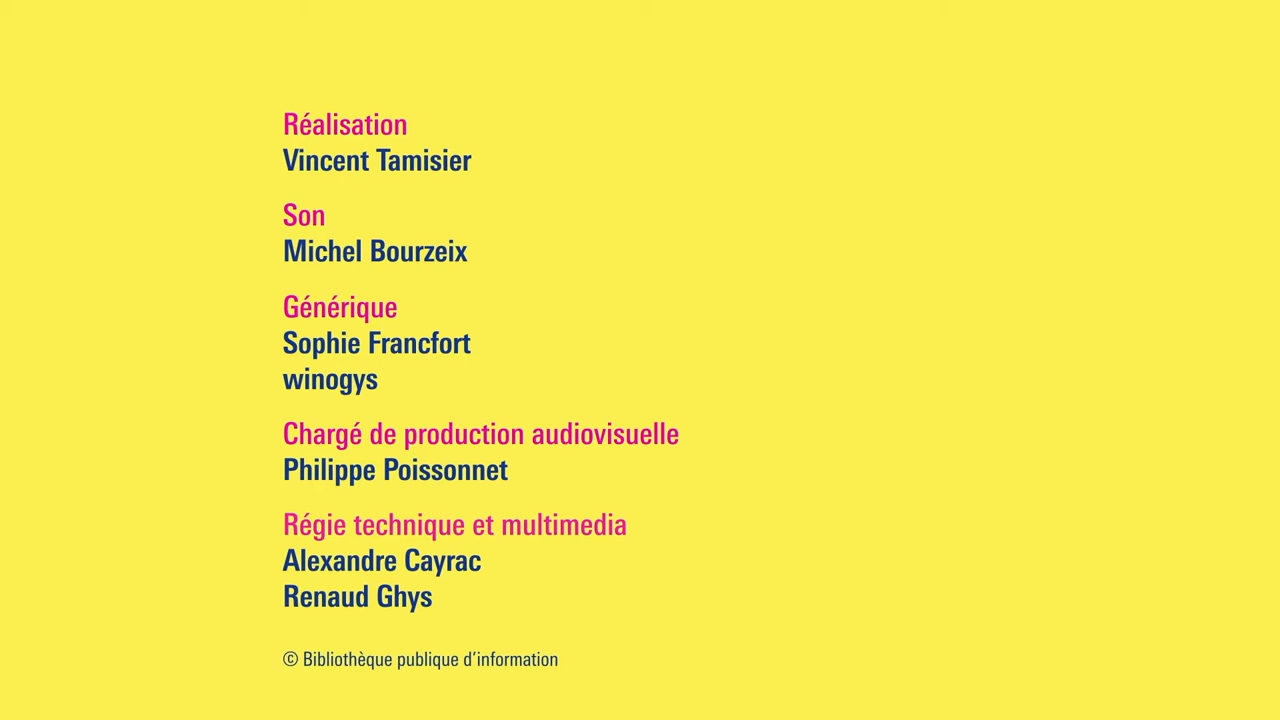 Réalisation
Vincent Tamisier
Son
Michel Bourzeix
Générique
Sophie Francfort
winogys
Chargé de production audiovisuelle
Philippe Poissonnet
Régie technique et multimedia
Alexandre Cayrac
Renaud Ghys
© Bibliothèque publique d’information